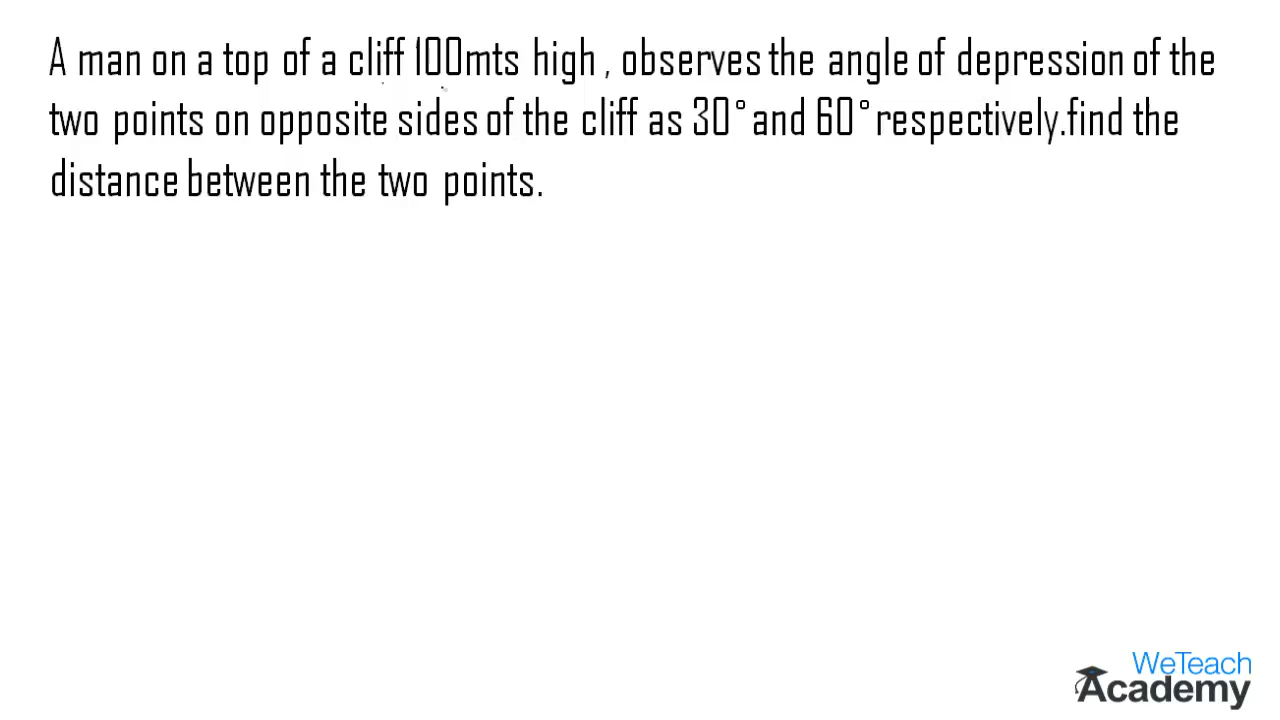 A man on a top of a cliff 100mts high , observes the angle of depression of the
two points on opposite sides of the cliff as 30° and 60° respectively.find the
distance between the two points.
WeTeach
Academy